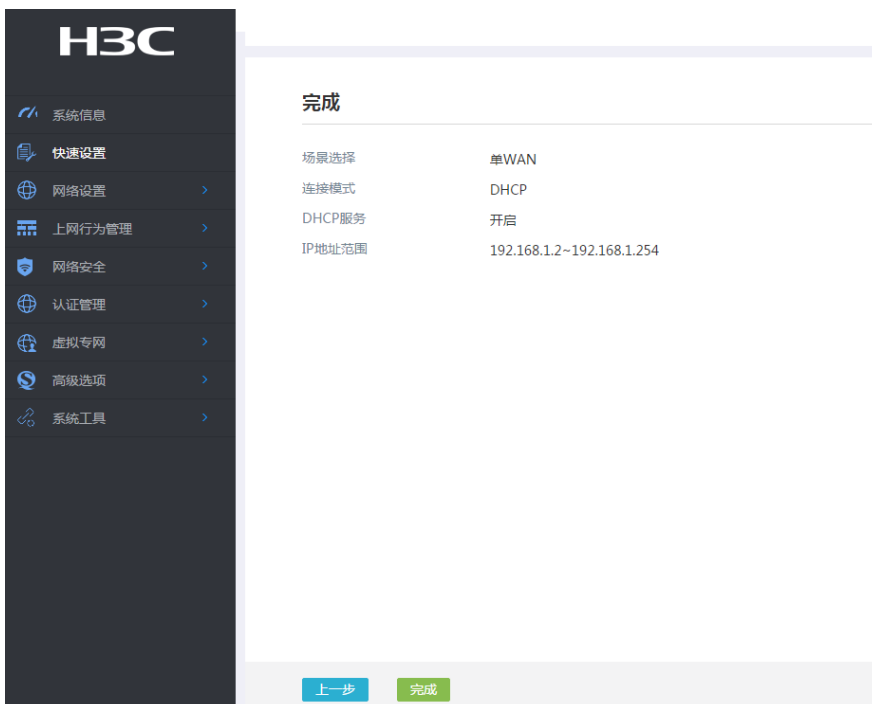 H3C
系统信息
快速设置
网络设置
上网行为管理
网络安全
认证管理
虚拟专网
高级选项
系统工具
完成
场景选择 单WAN
连接模式 DHCP
DHCP服务 开启
IP地址范围 192.168.1.2~192.168.1.254
上一步 完成